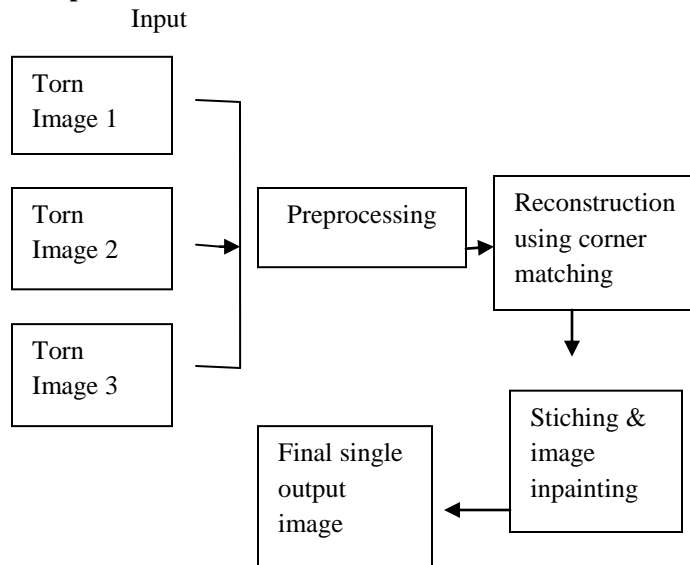 Input
Torn
Image 1
Torn
Image 2
Torn
Image 3
Preprocessing
Reconstruction
using corner
matching
Stiching &
image
inpainting
Final single
output
image